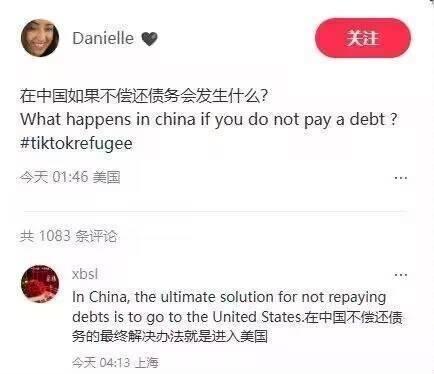 Danielle 🖤
关注
在中国如果不偿还债务会发生什么?
What happens in china if you do not pay a debt ?
#tiktokrefugee
今天 01:46 美国
...
共 1083 条评论
xbsl
...
In China, the ultimate solution for not repaying
debts is to go to the United States.在中国不偿还债
务的最终解决办法就是进入美国
今天 04:13 上海